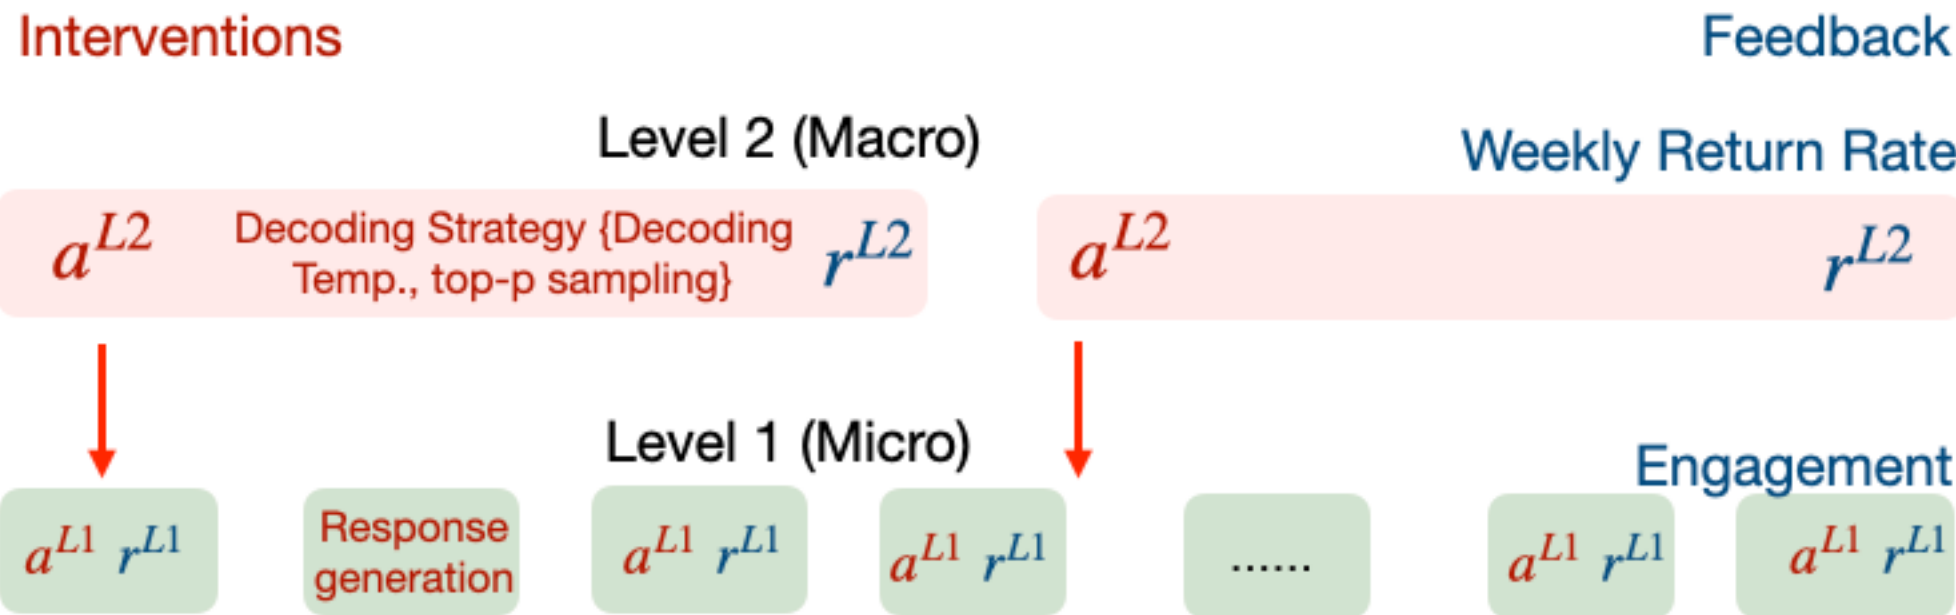 Interventions
Feedback
Level 2 (Macro)
Weekly Return Rate
a^{L2} Decoding Strategy {Decoding
Temp., top-p sampling} r^{L2}
a^{L2} r^{L2}
Level 1 (Micro)
Engagement
a^{L1} r^{L1}
Response
generation
a^{L1} r^{L1}
a^{L1} r^{L1}
......
a^{L1} r^{L1}
a^{L1} r^{L1}